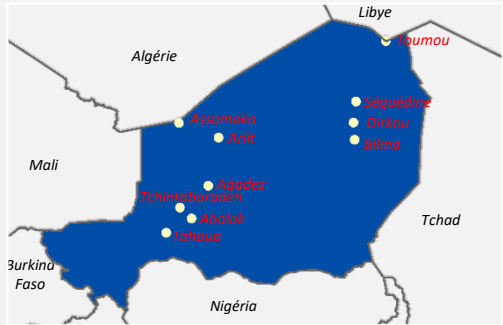 Libye
Toumou
Algérie
Séguédine
Assamaka
Dirkou
Arlit
Bilma
Mali
Agadez
Tchintabaraden
Abalak
Tchad
Tahoua
Burkina
Faso
Nigéria